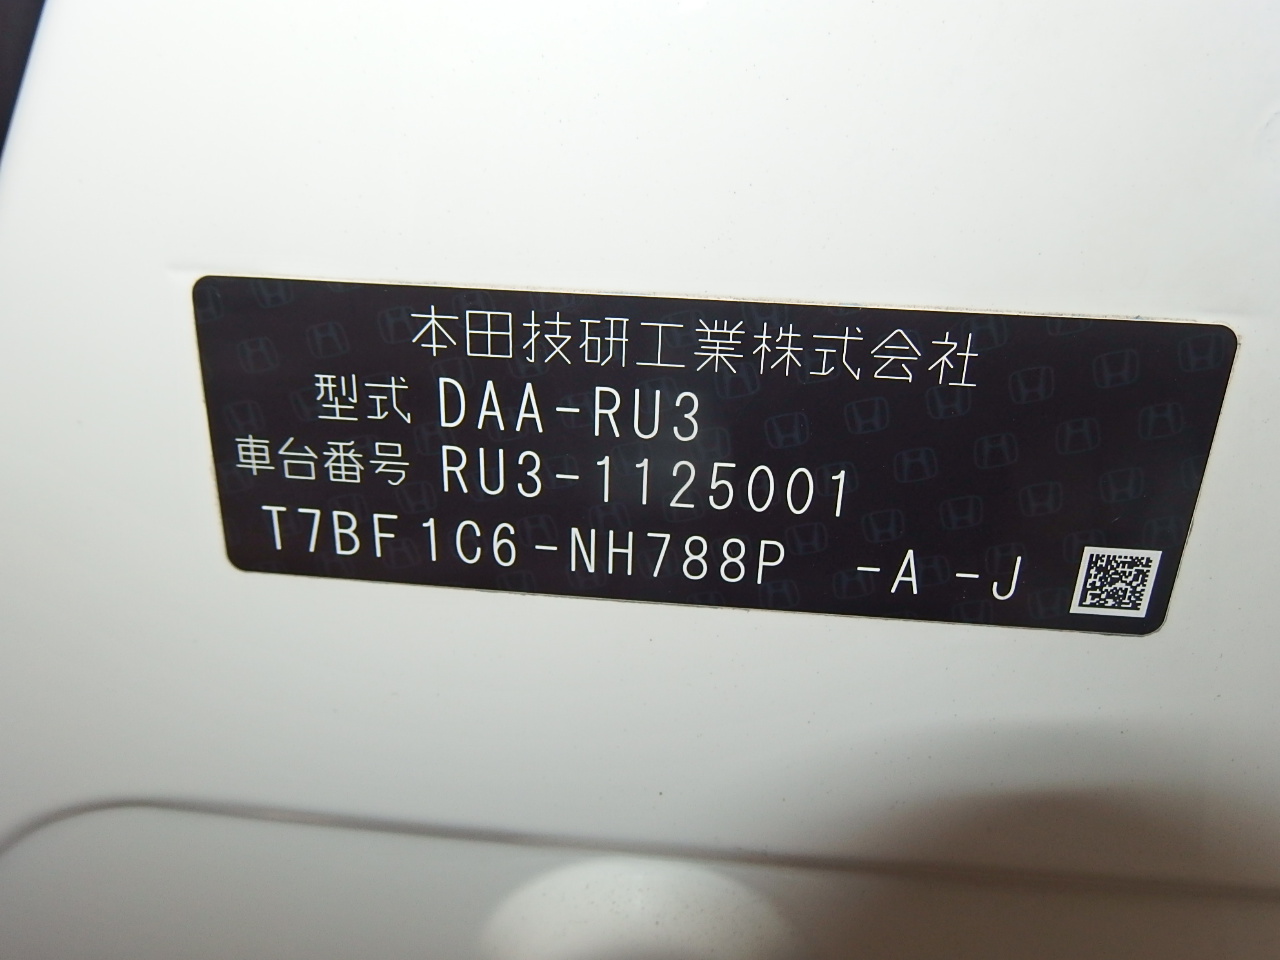 本田技研工業株式会社
型式 DAA-RU3
車台番号 RU3-1125001
T7BF1C6-NH788P -A -J